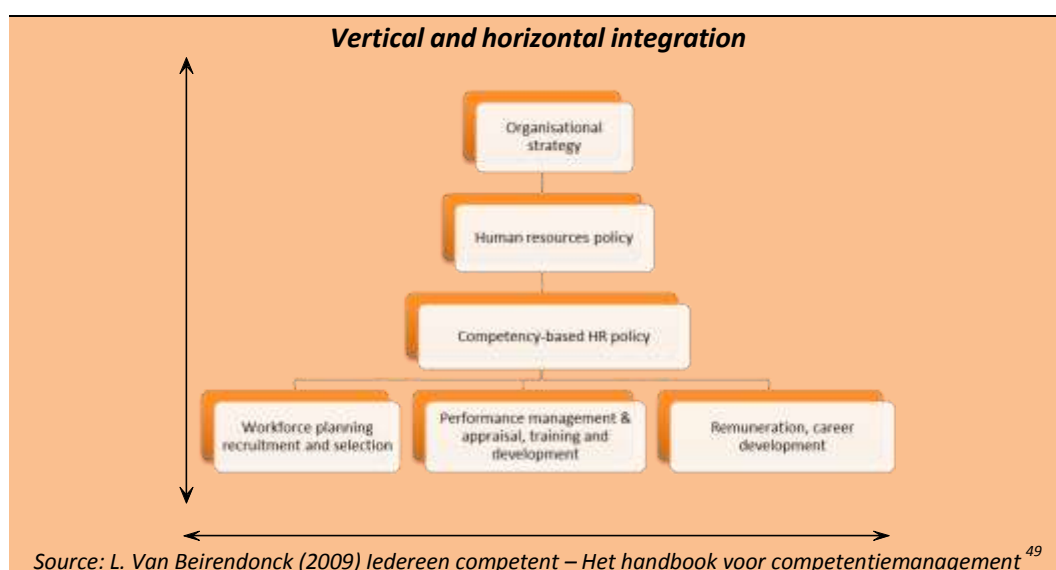 Vertical and horizontal integration
Organisational
strategy
Human resources policy
Competency-based HR policy
Workforce planning
recruitment and selection
Performance management &
appraisal, training and
development
Remuneration, career
development
Source: L. Van Beirendonck (2009) Iedereen competent – Het handbook voor competentiemanagement 49